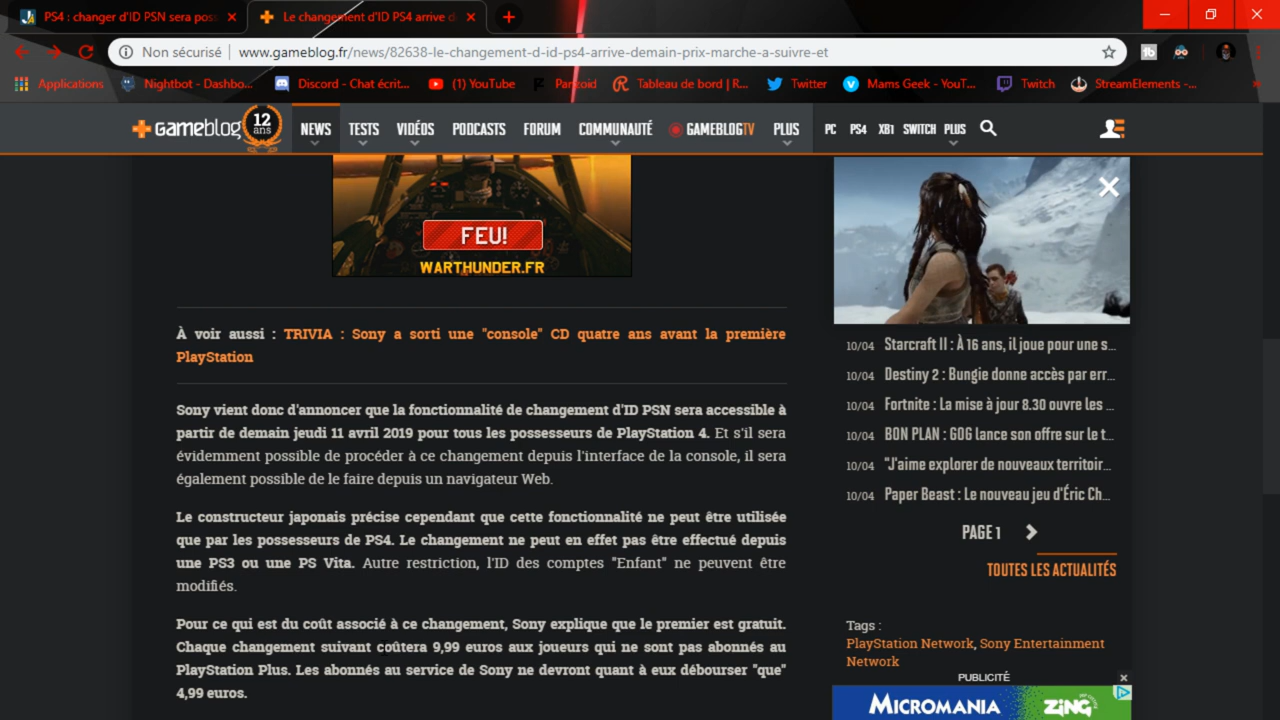 PS4 : changer d'ID PSN sera poss
Le changement d'ID PS4 arrive d
Non sécurisé
www.gameblog.fr/news/82638-le-changement-d-id-ps4-arrive-demain-prix-marche-a-suivre-et
Applications
Nightbot - Dashbo...
Discord - Chat écrit...
(1) YouTube
Tableau de bord | R...
Twitter
Mams Geek - YouT...
Twitch
StreamElements -...
gameblog
12 ans
NEWS
TESTS
VIDÉOS
PODCASTS
FORUM
COMMUNAUTÉ
GAMEBLOGTV
PLUS
PC
PS4
XB1
SWITCH
PLUS
FEU!
WARTHUNDER.FR
À voir aussi : TRIVIA : Sony a sorti une "console" CD quatre ans avant la première
PlayStation
Sony vient donc d'annoncer que la fonctionnalité de changement d'ID PSN sera accessible à
partir de demain jeudi 11 avril 2019 pour tous les possesseurs de PlayStation 4. Et s'il sera
évidemment possible de procéder à ce changement depuis l'interface de la console, il sera
également possible de le faire depuis un navigateur Web.
Le constructeur japonais précise cependant que cette fonctionnalité ne peut être utilisée
que par les possesseurs de PS4. Le changement ne peut en effet pas être effectué depuis
une PS3 ou une PS Vita. Autre restriction, l'ID des comptes "Enfant" ne peuvent être
modifiés.
Pour ce qui est du coût associé à ce changement, Sony explique que le premier est gratuit.
Chaque changement suivant coûtera 9,99 euros aux joueurs qui ne sont pas abonnés au
PlayStation Plus. Les abonnés au service de Sony ne devront quant à eux débourser "que"
4,99 euros.
10/04 Starcraft II : À 16 ans, il joue pour une s...
10/04 Destiny 2 : Bungie donne accès par err...
10/04 Fortnite : La mise à jour 8.30 ouvre les ...
10/04 BON PLAN : GOG lance son offre sur le t...
10/04 "J'aime explorer de nouveaux territoir...
10/04 Paper Beast : Le nouveau jeu d'Éric Ch...
PAGE 1
TOUTES LES ACTUALITÉS
Tags :
PlayStation Network, Sony Entertainment
Network
PUBLICITÉ
MICROMANIA
ZING